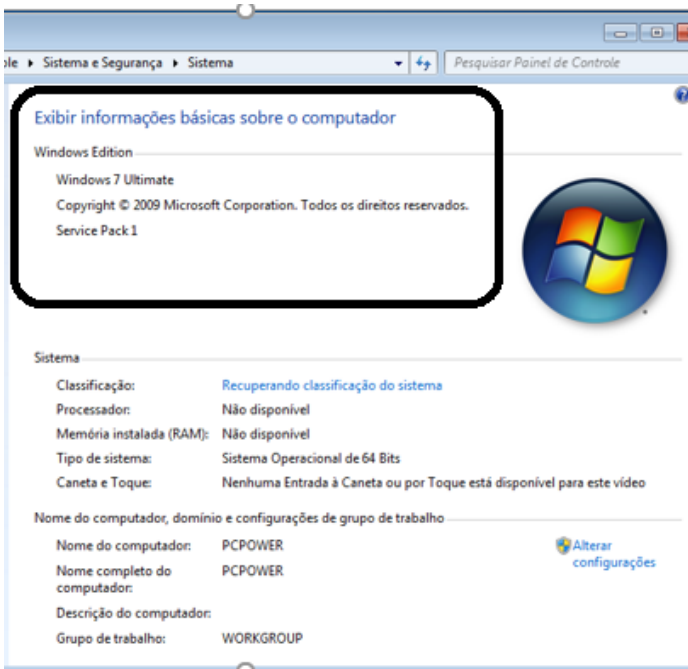 Sistema e Segurança Sistema Pesquisar Painel de Controle
Exibir informações básicas sobre o computador
Windows Edition
Windows 7 Ultimate
Copyright © 2009 Microsoft Corporation. Todos os direitos reservados.
Service Pack 1
Sistema
Classificação: Recuperando classificação do sistema
Processador: Não disponível
Memória instalada (RAM): Não disponível
Tipo de sistema: Sistema Operacional de 64 Bits
Caneta e Toque: Nenhuma Entrada à Caneta ou por Toque está disponível para este vídeo
Nome do computador, domínio e configurações de grupo de trabalho
Nome do computador: PCPOWER Alterar
configurações
Nome completo do PCPOWER
computador:
Descrição do computador:
Grupo de trabalho: WORKGROUP